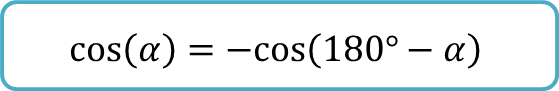 cos(α) = −cos(180° − α)